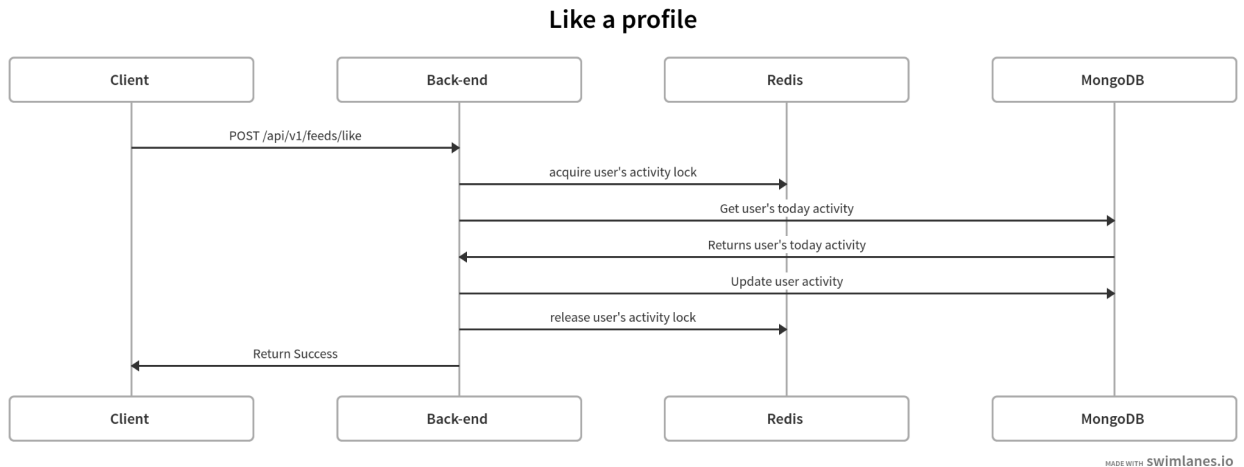 Like a profile
Client Back-end Redis MongoDB
POST /api/v1/feeds/like
acquire user's activity lock
Get user's today activity
Returns user's today activity
Update user activity
release user's activity lock
Return Success
Client Back-end Redis MongoDB
MADE WITH swimlanes.io